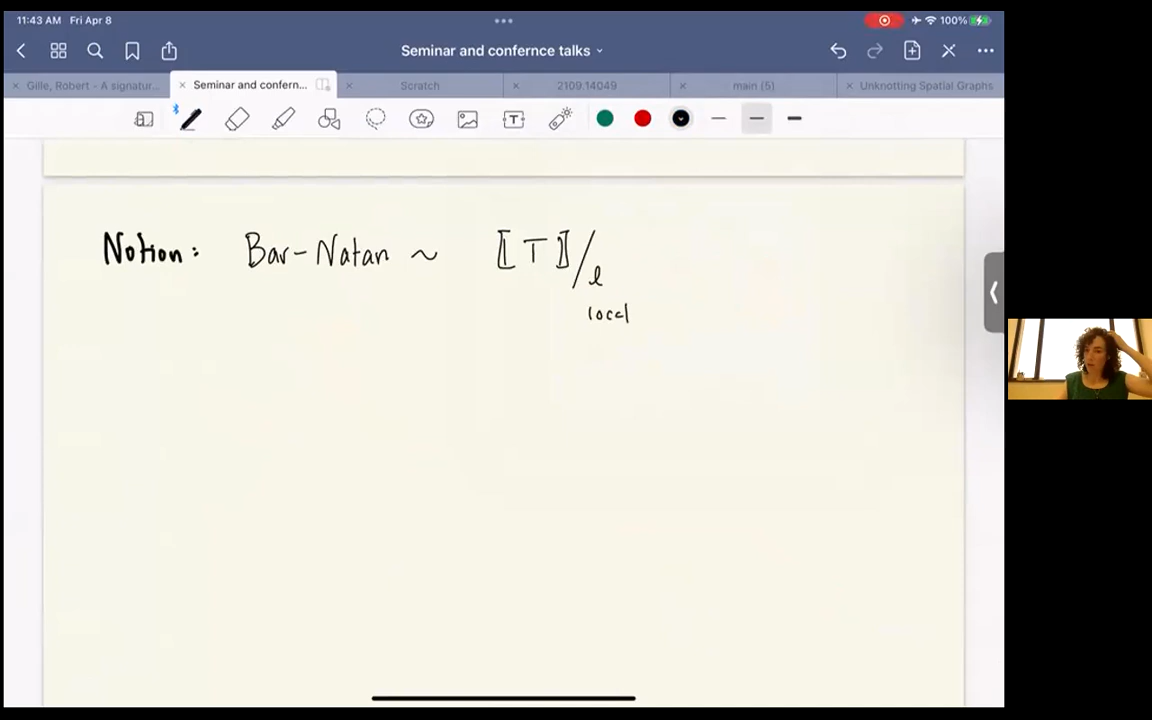 11:43 AM Fri Apr 8
100%
Seminar and confernce talks
Gille, Robert - A signatur...
Seminar and confern...
Scratch
2109.14049
main (5)
Unknotting Spatial Graphs
T
Notion: Bar-Natan ~ ⟦T⟧/ℓ
local